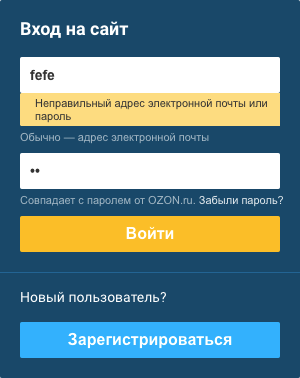 Вход на сайт
fefe
Неправильный адрес электронной почты или
пароль
Обычно — адрес электронной почты
••
Совпадает с паролем от OZON.ru. Забыли пароль?
Войти
Новый пользователь?
Зарегистрироваться